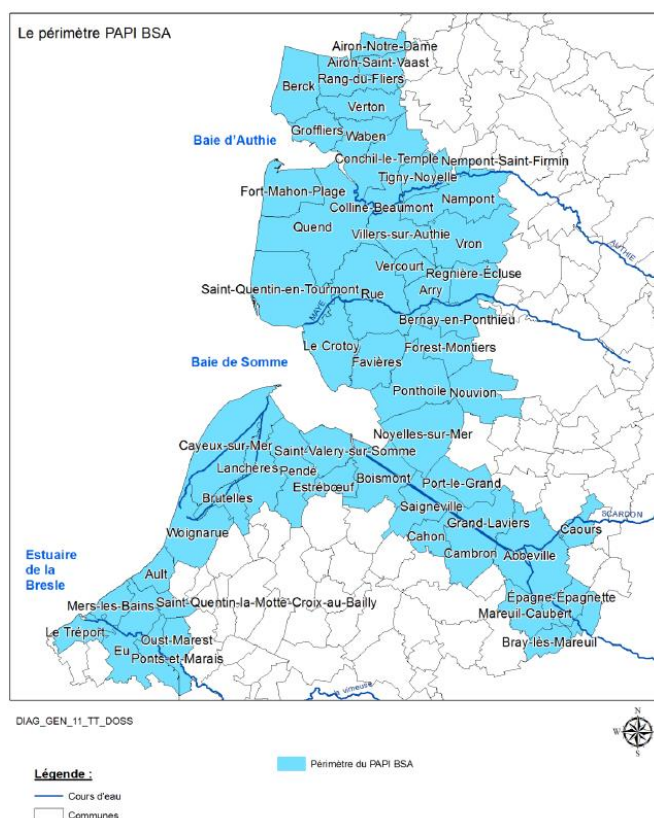 Le périmètre PAPI BSA
Airon-Notre-Dame
Airon-Saint-Vaast
Rang-du-Fliers
Berck
Verton
Groffliers
Waben
Baie d'Authie
Conchil-le-Temple
Nempont-Saint-Firmin
Tigny-Noyelle
Fort-Mahon-Plage
Nampont
Colline-Beaumont
Quend
Villers-sur-Authie
Vron
AUTHIE
Vercourt
Regnière-Écluse
Saint-Quentin-en-Tourmont
Rue
Arry
MAYE
Bernay-en-Ponthieu
Le Crotoy
Forest-Montiers
Baie de Somme
Favières
Ponthoile
Nouvion
Noyelles-sur-Mer
Cayeux-sur-Mer
Saint-Valery-sur-Somme
Lanchères
Pendé
Boismont
Port-le-Grand
Estrébœuf
Brutelles
Saigneville
SCARDON
Grand-Laviers
Caours
Woignarue
Cahon
Cambron
Abbeville
Estuaire
de la
Bresle
Ault
Épagne-Épagnette
Mers-les-Bains
Saint-Quentin-la-Motte-Croix-au-Bailly
Mareuil-Caubert
Le Tréport
Oust-Marest
Bray-lès-Mareuil
Eu
Ponts-et-Marais
la vimeuse
DIAG_GEN_11_TT_DOSS
N
W
E
S
Légende :
Périmètre du PAPI BSA
Cours d'eau
Communes